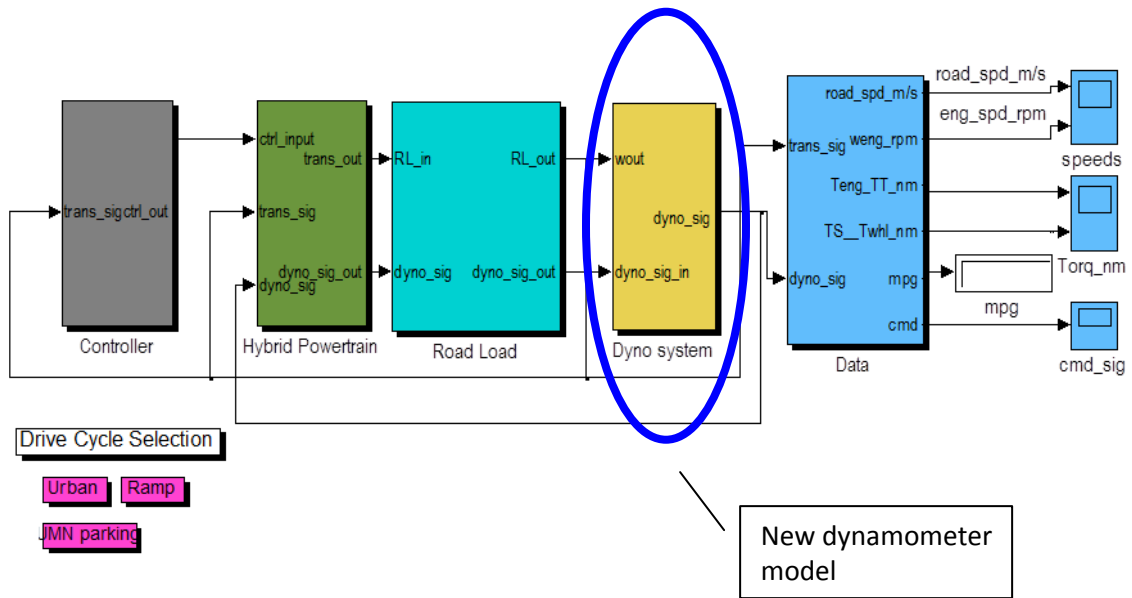 trans_sig
ctrl_out
Controller
ctrl_input
trans_out
trans_sig
dyno_sig_out
dyno_sig
Hybrid Powertrain
RL_in
RL_out
dyno_sig
dyno_sig_out
Road Load
wout
dyno_sig
dyno_sig_in
Dyno system
road_spd_m/s
trans_sig
weng_rpm
Teng_TT_nm
TS__Twhl_nm
dyno_sig
mpg
cmd
Data
road_spd_m/s
eng_spd_rpm
speeds
Torq_nm
mpg
cmd_sig
Drive Cycle Selection
Urban
Ramp
UMN parking
New dynamometer
model